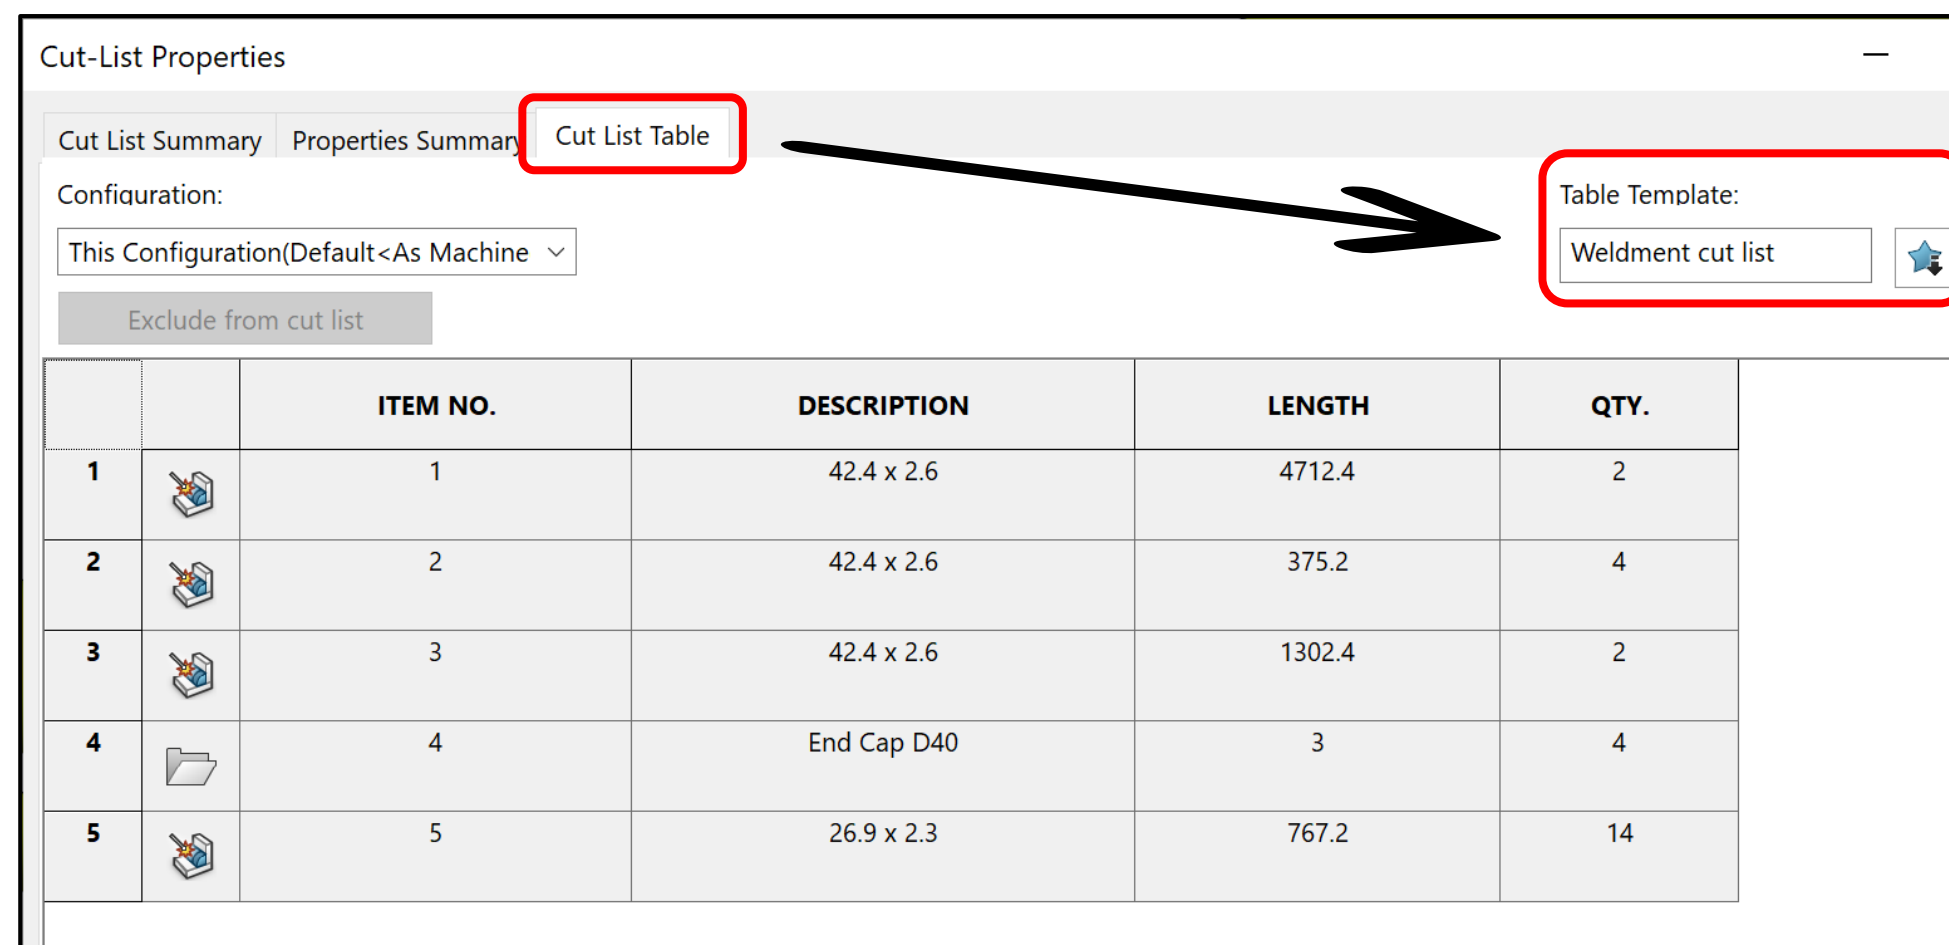 Cut-List Properties
Cut List Summary Properties Summary Cut List Table
Configuration: Table Template:
This Configuration(Default<As Machine Weldment cut list
Exclude from cut list
ITEM NO. DESCRIPTION LENGTH QTY.
1 1 42.4 x 2.6 4712.4 2
2 2 42.4 x 2.6 375.2 4
3 3 42.4 x 2.6 1302.4 2
4 4 End Cap D40 3 4
5 5 26.9 x 2.3 767.2 14